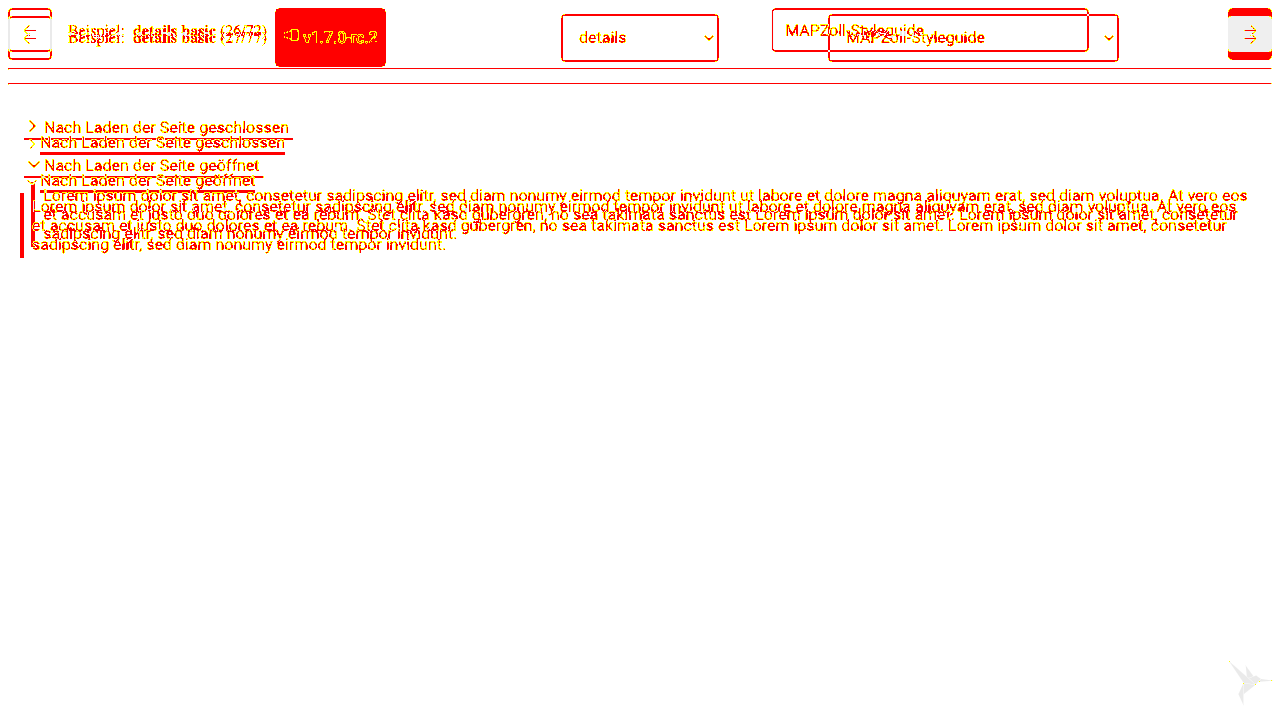 Beispiel: details basic (26/73)
Beispiel: details basic (27/77)
v1.7.0-rc.2
details
MAPZoll-Styleguide
MAPZoll-Styleguide
Nach Laden der Seite geschlossen
Nach Laden der Seite geschlossen
Nach Laden der Seite geöffnet
Nach Laden der Seite geöffnet
Lorem ipsum dolor sit amet, consetetur sadipscing elitr, sed diam nonumy eirmod tempor invidunt ut labore et dolore magna aliquyam erat, sed diam voluptua. At vero eos
Lorem ipsum dolor sit amet, consetetur sadipscing elitr, sed diam nonumy eirmod tempor invidunt ut labore et dolore magna aliquyam erat, sed diam voluptua. At vero eos
et accusam et justo duo dolores et ea rebum. Stet clita kasd gubergren, no sea takimata sanctus est Lorem ipsum dolor sit amet. Lorem ipsum dolor sit amet, consetetur
et accusam et justo duo dolores et ea rebum. Stet clita kasd gubergren, no sea takimata sanctus est Lorem ipsum dolor sit amet. Lorem ipsum dolor sit amet, consetetur
sadipscing elitr, sed diam nonumy eirmod tempor invidunt.
sadipscing elitr, sed diam nonumy eirmod tempor invidunt.